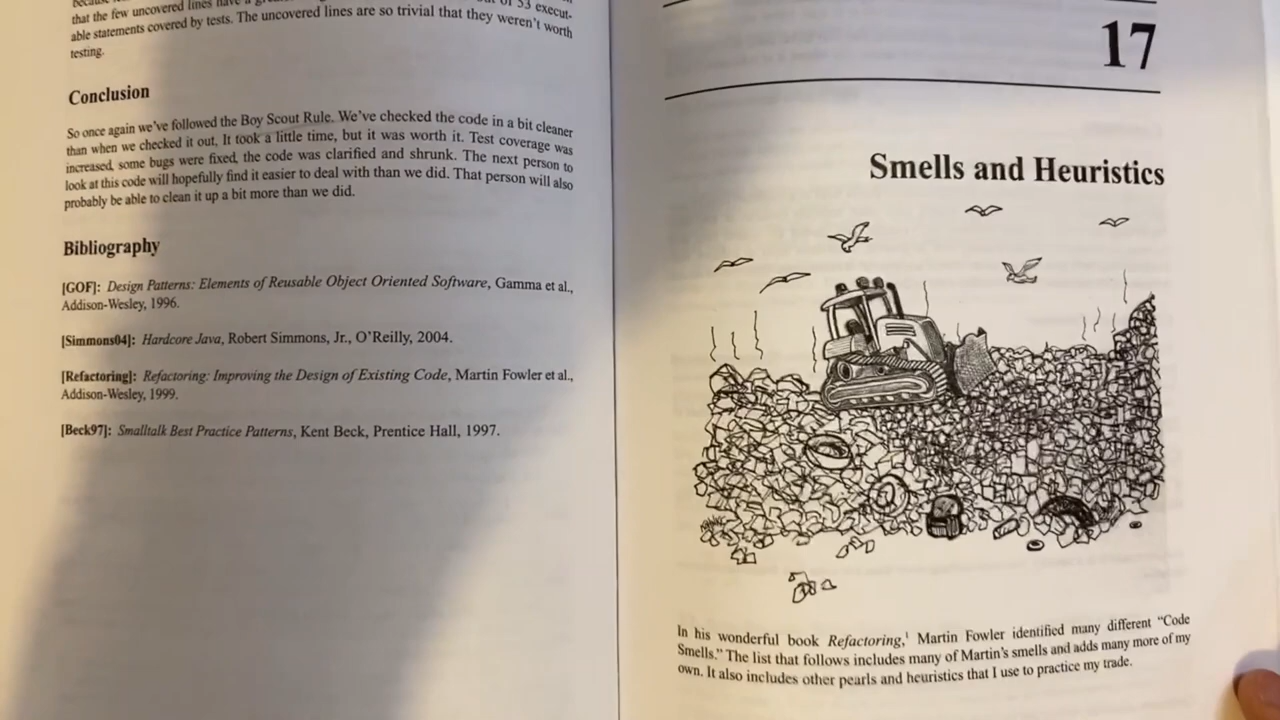 that the few uncovered lines have a
of 53 execut-
able statements covered by tests. The uncovered lines are so trivial that they weren't worth
testing.
Conclusion
So once again we've followed the Boy Scout Rule. We've checked the code in a bit cleaner
than when we checked it out. It took a little time, but it was worth it. Test coverage was
increased, some bugs were fixed, the code was clarified and shrunk. The next person to
look at this code will hopefully find it easier to deal with than we did. That person will also
probably be able to clean it up a bit more than we did.
Bibliography
[GOF]: Design Patterns: Elements of Reusable Object Oriented Software, Gamma et al.,
Addison-Wesley, 1996.
[Simmons04]: Hardcore Java, Robert Simmons, Jr., O'Reilly, 2004.
[Refactoring]: Refactoring: Improving the Design of Existing Code, Martin Fowler et al.,
Addison-Wesley, 1999.
[Beck97]: Smalltalk Best Practice Patterns, Kent Beck, Prentice Hall, 1997.
17
Smells and Heuristics
In his wonderful book Refactoring,¹ Martin Fowler identified many different "Code
Smells." The list that follows includes many of Martin's smells and adds many more of my
own. It also includes other pearls and heuristics that I use to practice my trade.